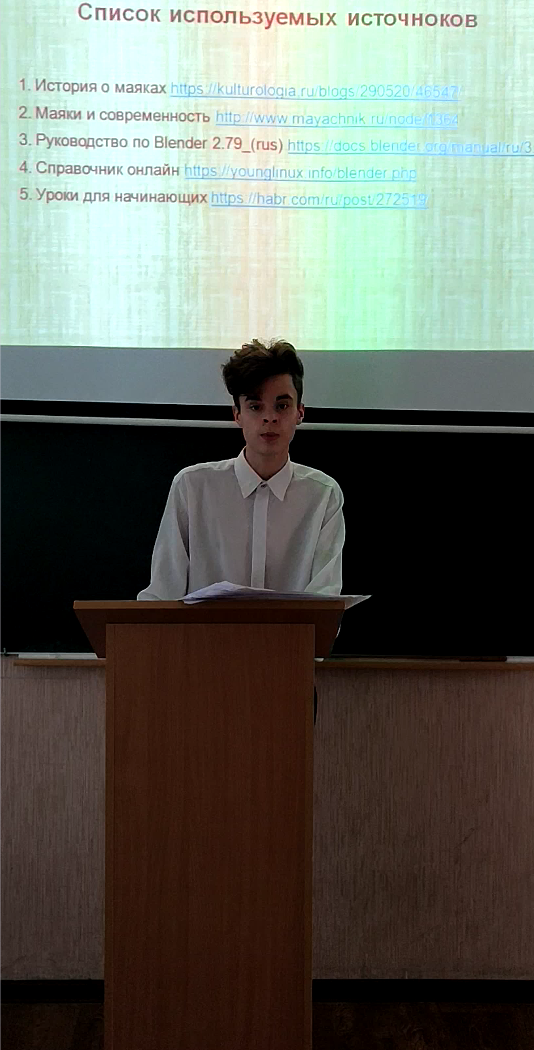 Список используемых источноков
1. История о маяках https://kulturologia.ru/blogs/290520/46547/
2. Маяки и современность http://www.mayachnik.ru/node/1364
3. Руководство по Blender 2.79_(rus) https://docs.blender.org/manual/ru/3
4. Справочник онлайн https://younglinux.info/blender.php
5. Уроки для начинающих https://habr.com/ru/post/272519